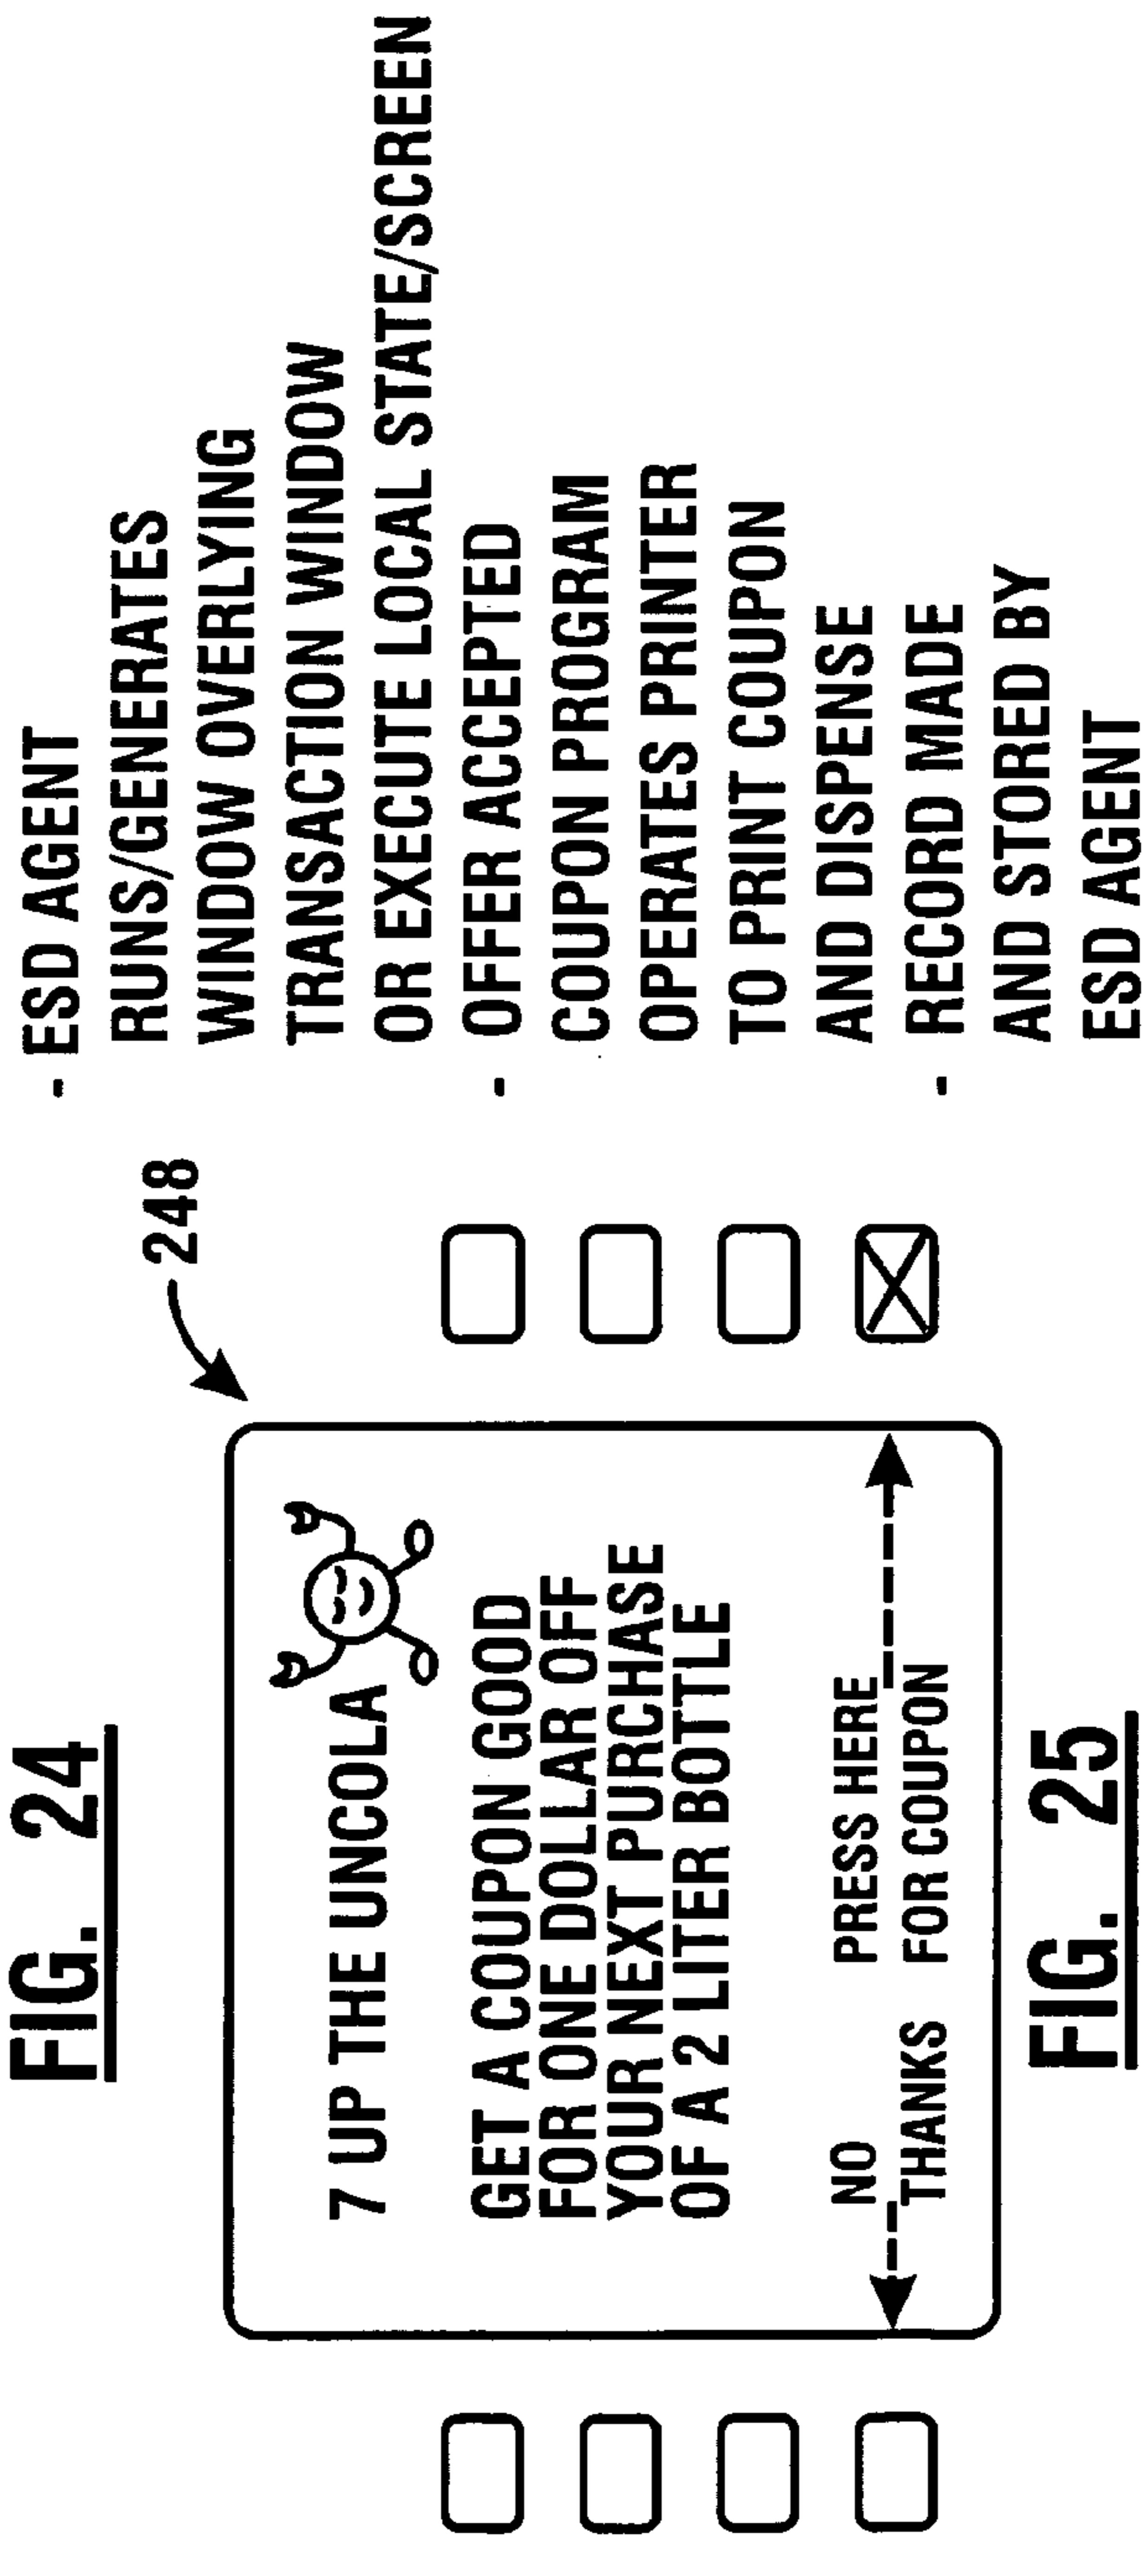 FIG. 24
248
7 UP THE UNCOLA
GET A COUPON GOOD
FOR ONE DOLLAR OFF
YOUR NEXT PURCHASE
OF A 2 LITER BOTTLE
NO
THANKS
PRESS HERE
FOR COUPON
- ESD AGENT
RUNS/GENERATES
WINDOW OVERLYING
TRANSACTION WINDOW
OR EXECUTE LOCAL STATE/SCREEN
- OFFER ACCEPTED
COUPON PROGRAM
OPERATES PRINTER
TO PRINT COUPON
AND DISPENSE
- RECORD MADE
AND STORED BY
ESD AGENT
FIG. 25